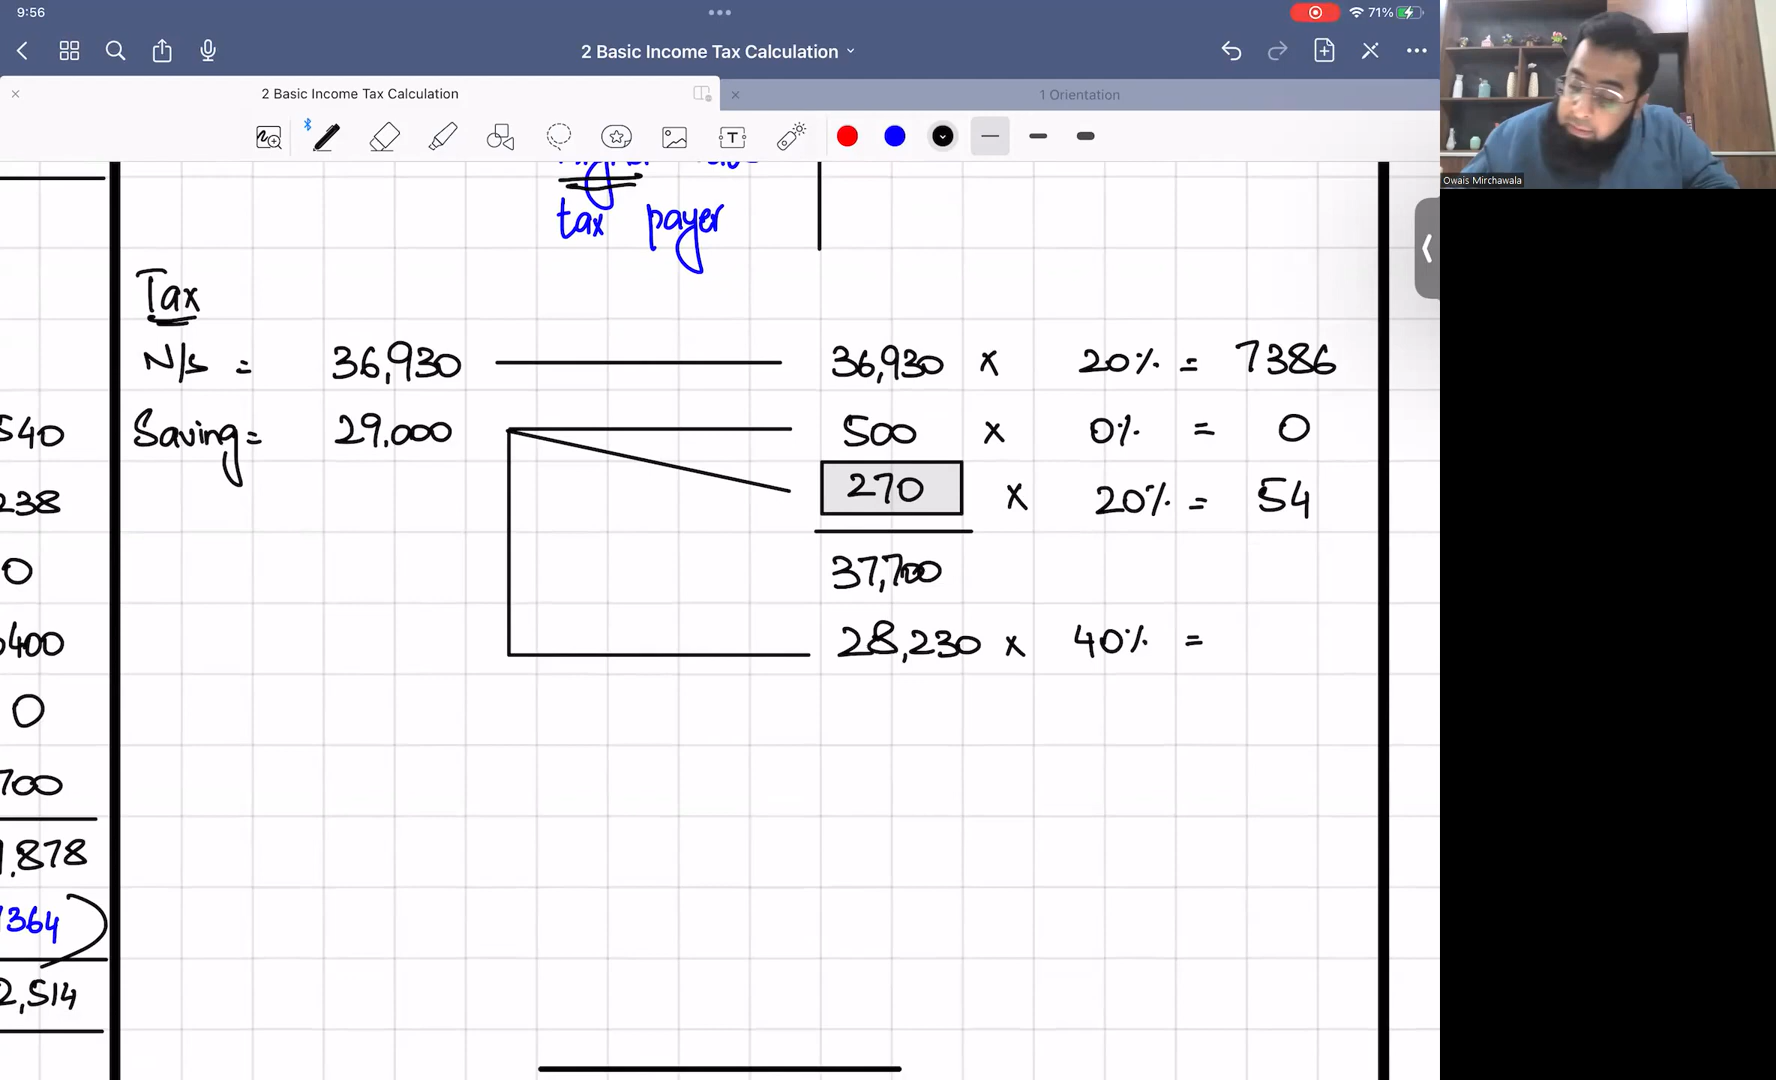 9:56
71%
2 Basic Income Tax Calculation
2 Basic Income Tax Calculation
1 Orientation
T
Owais Mirchawala
tax payer
Tax
N/s = 36,930 36,930 x 20% = 7386
540 Saving = 29,000 500 x 0% = 0
238 270 x 20% = 54
0 37,700
400 28,230 x 40% =
0
700
1,878
364)
2,514